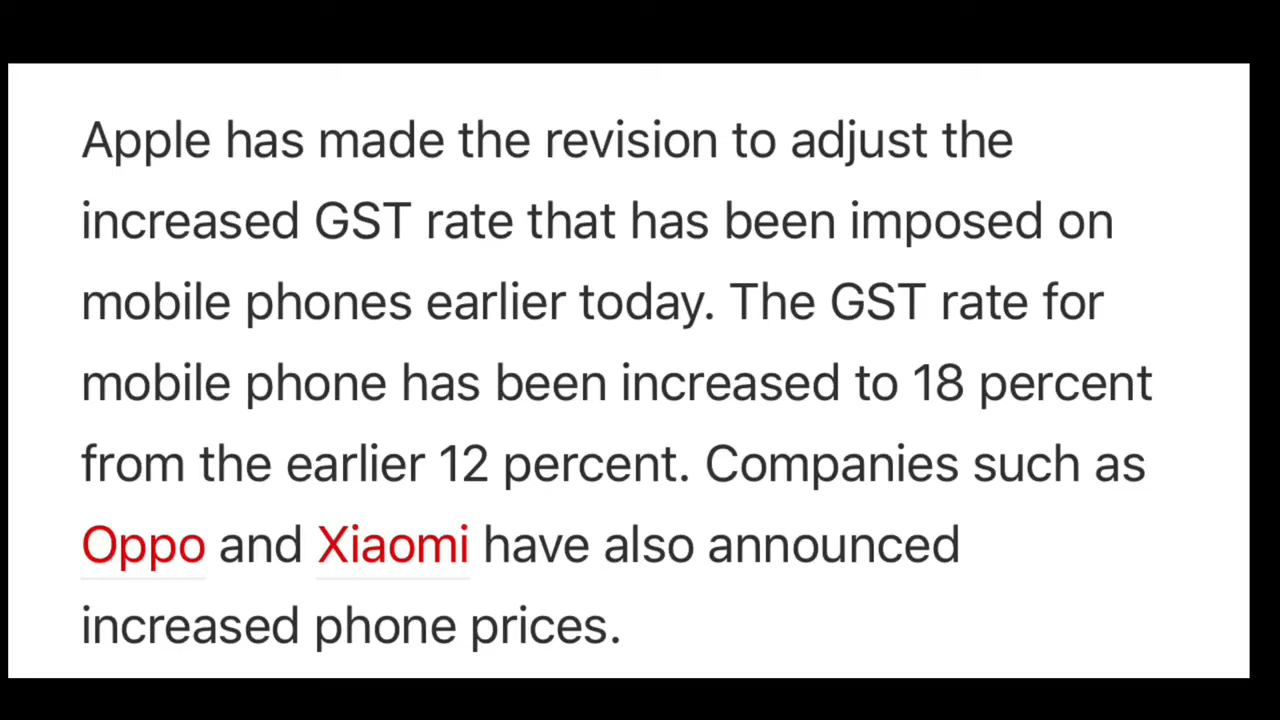 Apple has made the revision to adjust the
increased GST rate that has been imposed on
mobile phones earlier today. The GST rate for
mobile phone has been increased to 18 percent
from the earlier 12 percent. Companies such as
Oppo and Xiaomi have also announced
increased phone prices.